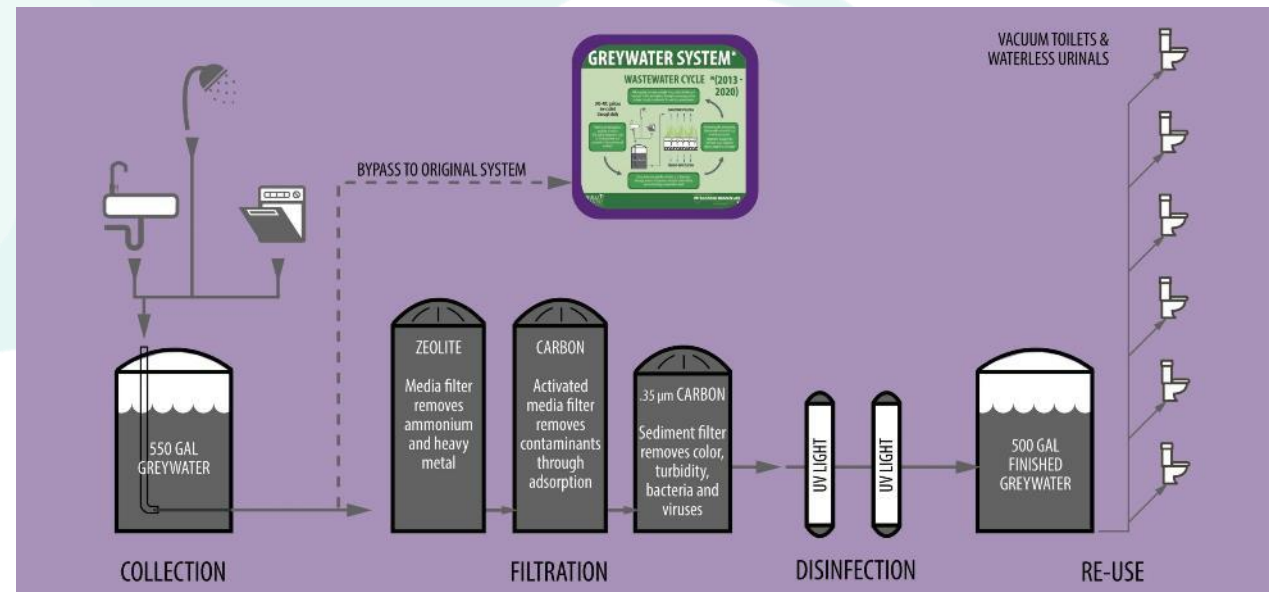 VACUUM TOILETS &
WATERLESS URINALS
GREYWATER SYSTEM*
WASTEWATER CYCLE *(2013 -
2020)
BYPASS TO ORIGINAL SYSTEM
550 GAL
GREYWATER
ZEOLITE
Media filter
removes
ammonium
and heavy
metal
CARBON
Activated
media filter
removes
contaminants
through
adsorption
.35 µm CARBON
Sediment filter
removes color,
turbidity,
bacteria and
viruses
UV LIGHT
UV LIGHT
500 GAL
FINISHED
GREYWATER
COLLECTION
FILTRATION
DISINFECTION
RE-USE